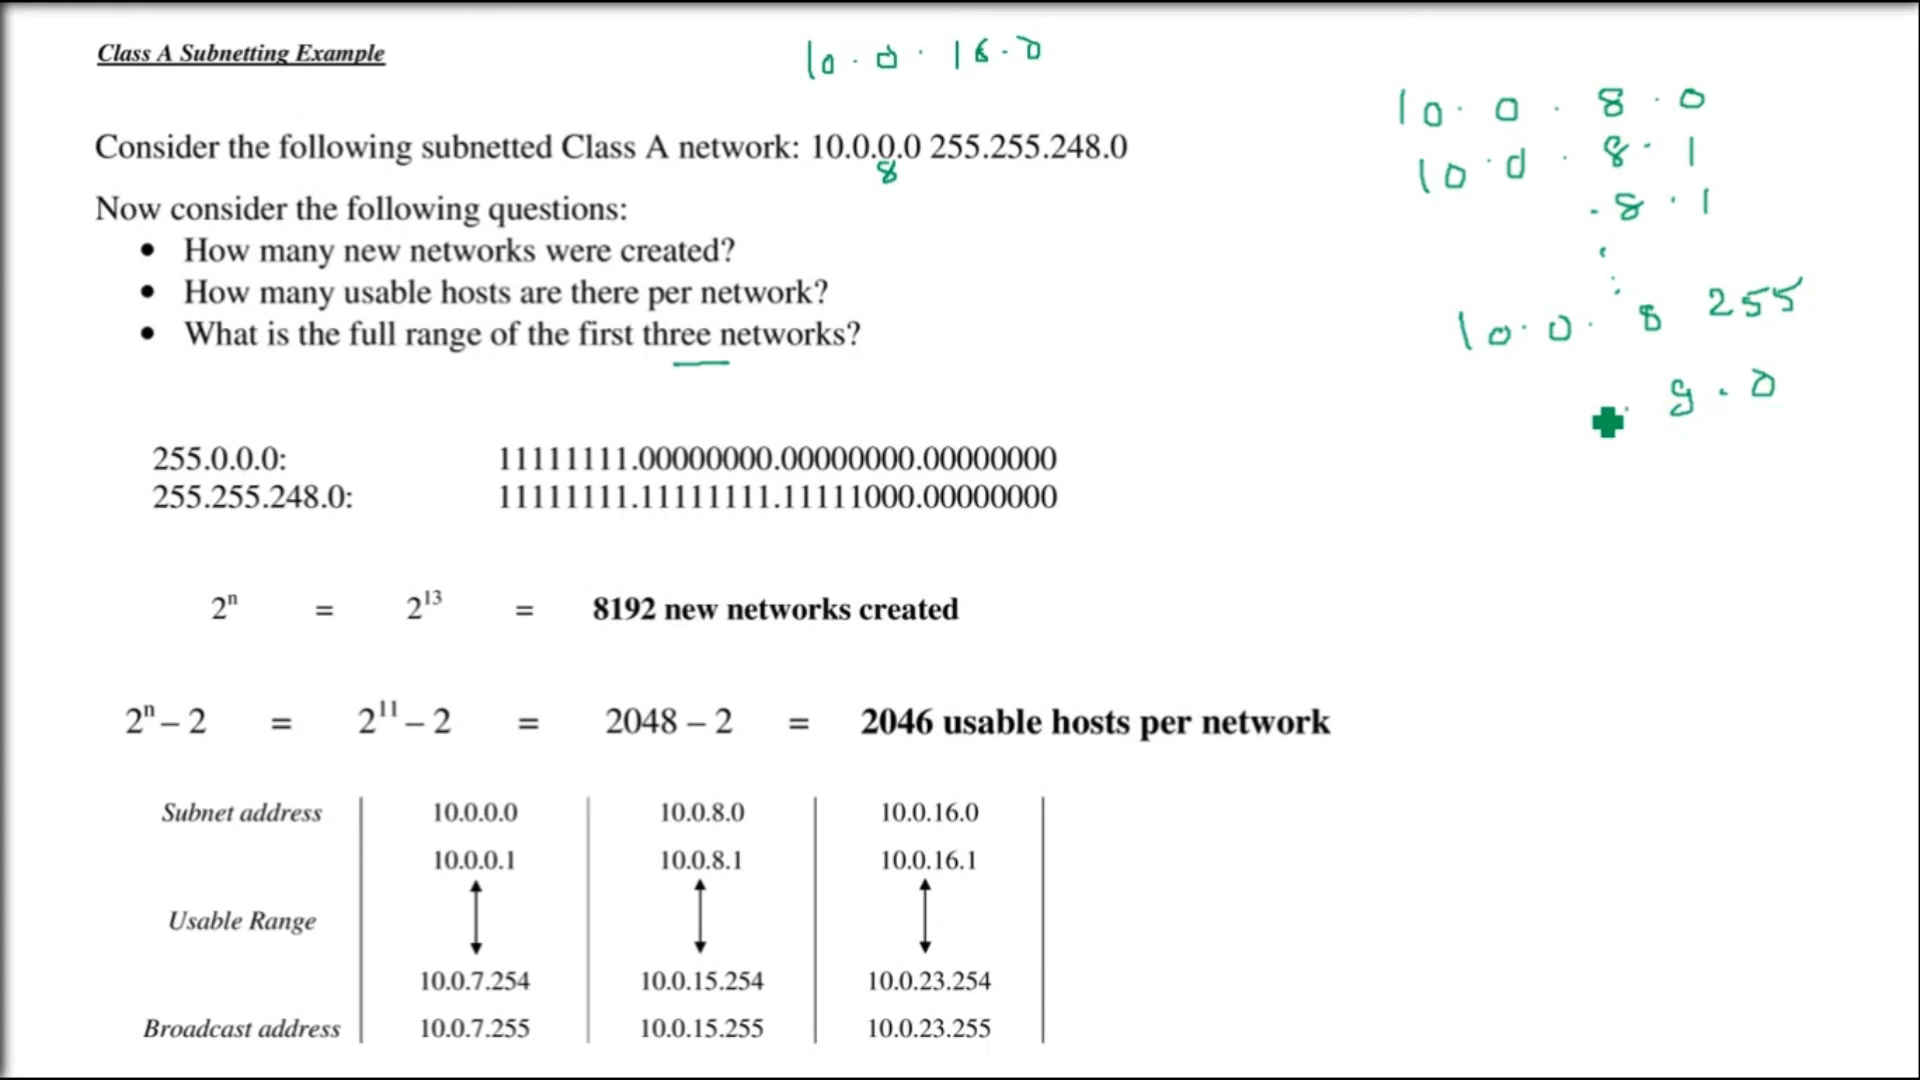 Class A Subnetting Example
10.0.16.0
Consider the following subnetted Class A network: 10.0.0.0 255.255.248.0
8
Now consider the following questions:
• How many new networks were created?
• How many usable hosts are there per network?
• What is the full range of the first three networks?
10.0.8.0
10.0.8.1
.8.1
10.0.8 255
9.0
255.0.0.0: 11111111.00000000.00000000.00000000
255.255.248.0: 11111111.11111111.11111000.00000000
2ⁿ = 2¹³ = 8192 new networks created
2ⁿ – 2 = 2¹¹ – 2 = 2048 – 2 = 2046 usable hosts per network
Subnet address 10.0.0.0 10.0.8.0 10.0.16.0
10.0.0.1 10.0.8.1 10.0.16.1
Usable Range
10.0.7.254 10.0.15.254 10.0.23.254
Broadcast address 10.0.7.255 10.0.15.255 10.0.23.255